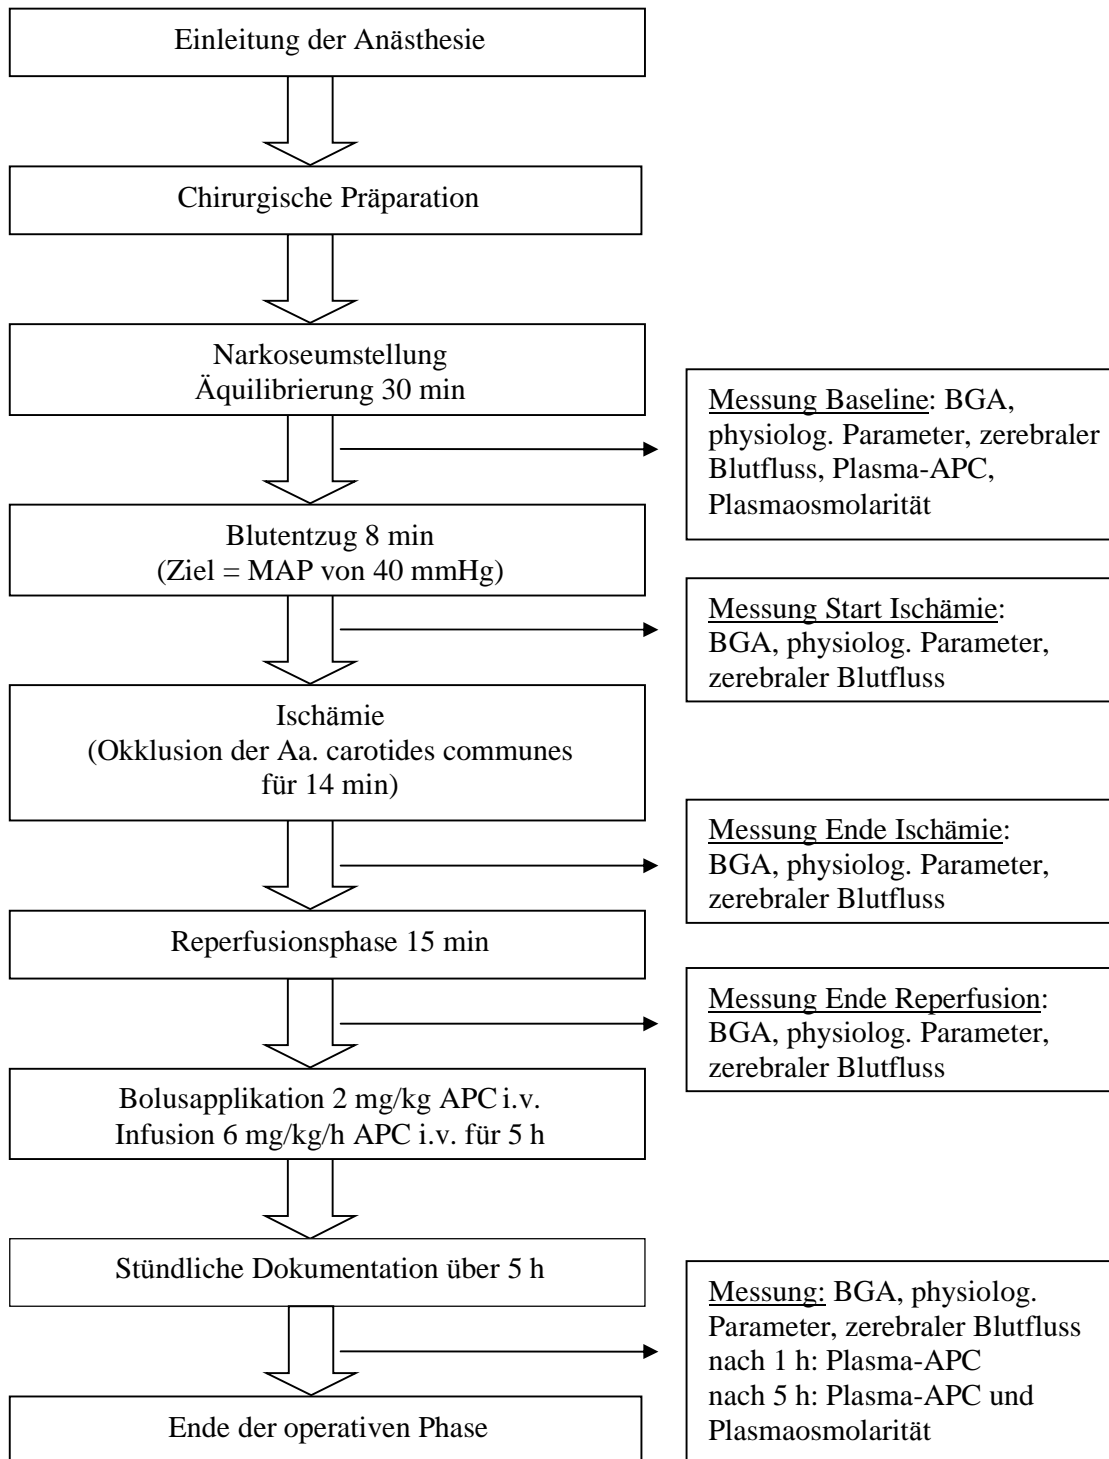 Einleitung der Anästhesie
Chirurgische Präparation
Narkoseumstellung
Äquilibrierung 30 min
Messung Baseline: BGA,
physiolog. Parameter, zerebraler
Blutfluss, Plasma-APC,
Plasmaosmolarität
Blutentzug 8 min
(Ziel = MAP von 40 mmHg)
Messung Start Ischämie:
BGA, physiolog. Parameter,
zerebraler Blutfluss
Ischämie
(Okklusion der Aa. carotides communes
für 14 min)
Messung Ende Ischämie:
BGA, physiolog. Parameter,
zerebraler Blutfluss
Reperfusionsphase 15 min
Messung Ende Reperfusion:
BGA, physiolog. Parameter,
zerebraler Blutfluss
Bolusapplikation 2 mg/kg APC i.v.
Infusion 6 mg/kg/h APC i.v. für 5 h
Stündliche Dokumentation über 5 h
Messung: BGA, physiolog.
Parameter, zerebraler Blutfluss
nach 1 h: Plasma-APC
nach 5 h: Plasma-APC und
Plasmaosmolarität
Ende der operativen Phase